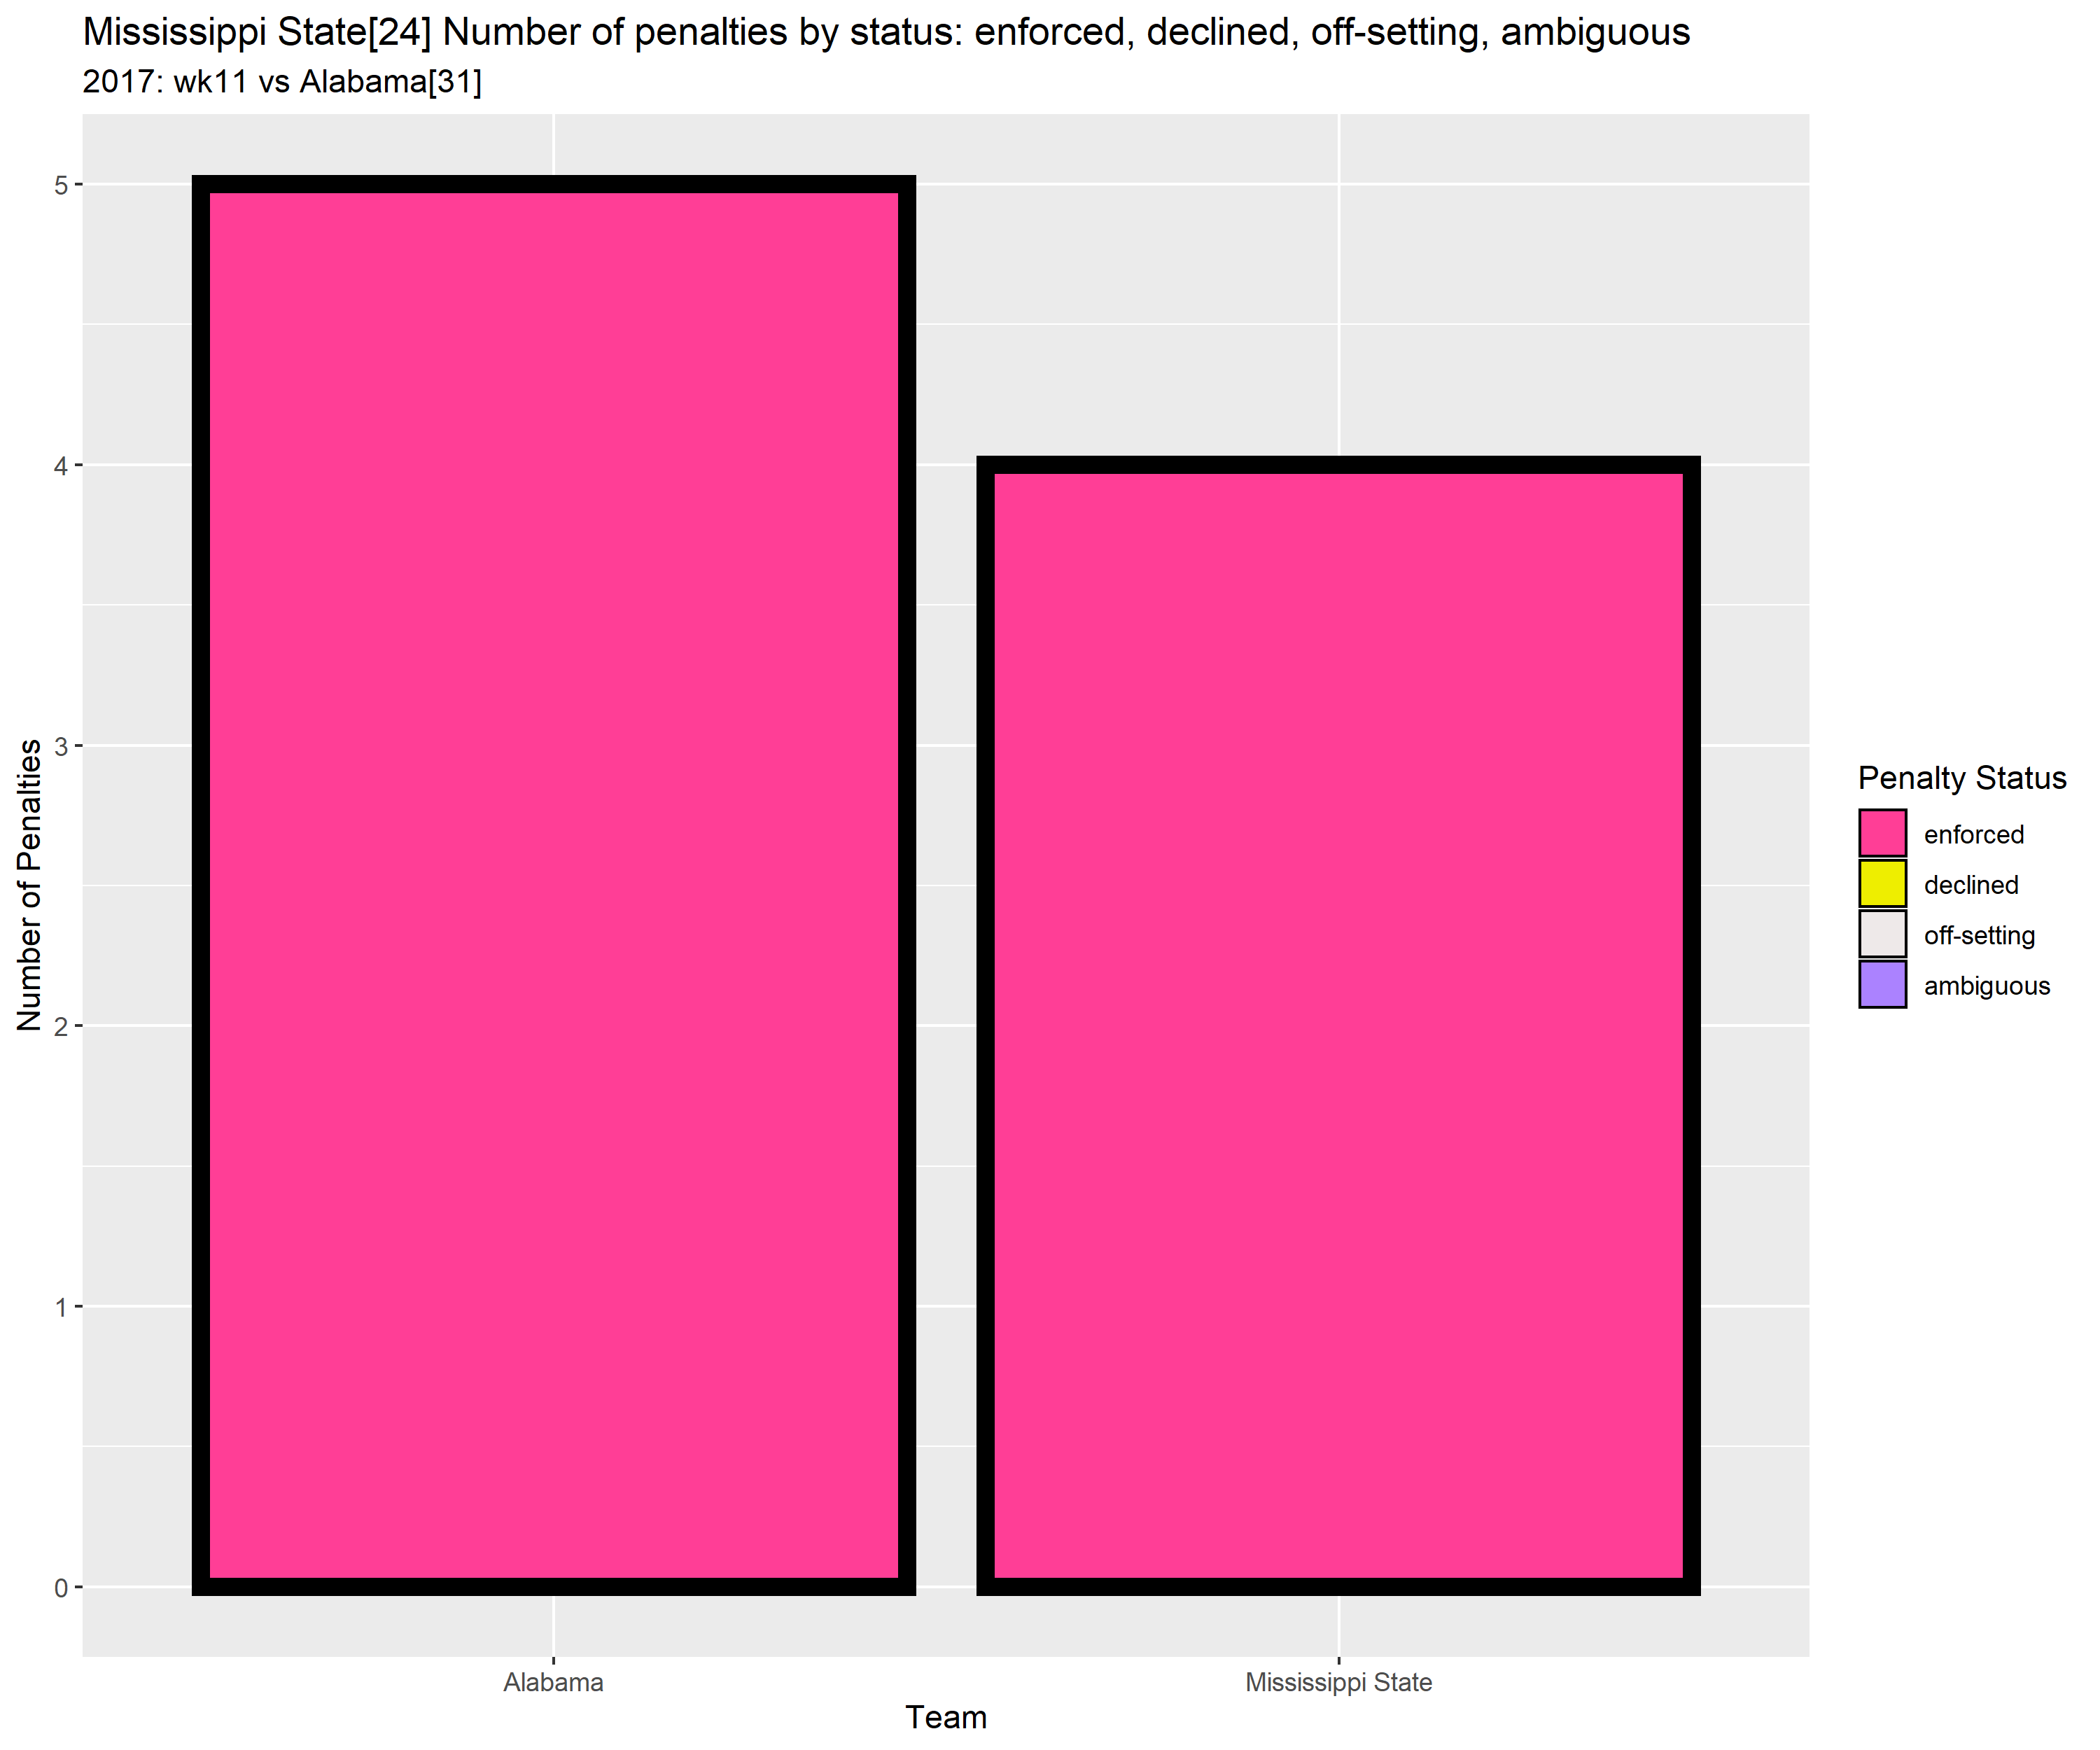 Mississippi State[24] Number of penalties by status: enforced, declined, off-setting, ambiguous
2017: wk11 vs Alabama[31]
Number of Penalties
5
4
3
2
1
0
Alabama
Mississippi State
Team
Penalty Status
enforced
declined
off-setting
ambiguous